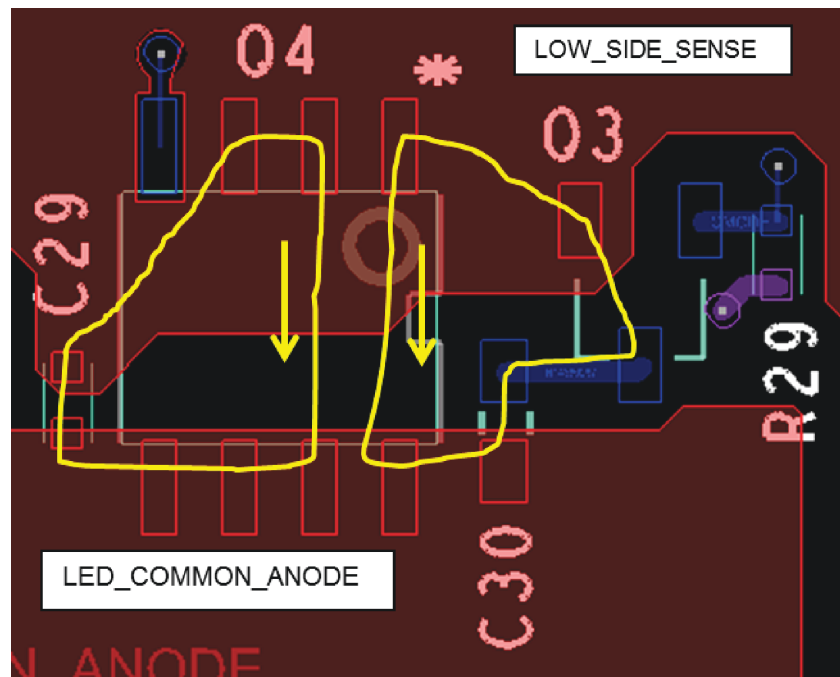 LOW_SIDE_SENSE
Q4
*
Q3
C29
R29
LED_COMMON_ANODE
C30
N_ANODE